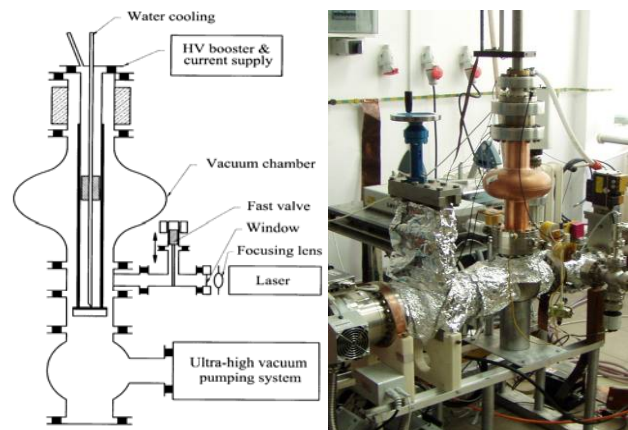 Water cooling
HV booster &
current supply
Vacuum chamber
Fast valve
Window
Focusing lens
Laser
Ultra-high vacuum
pumping system